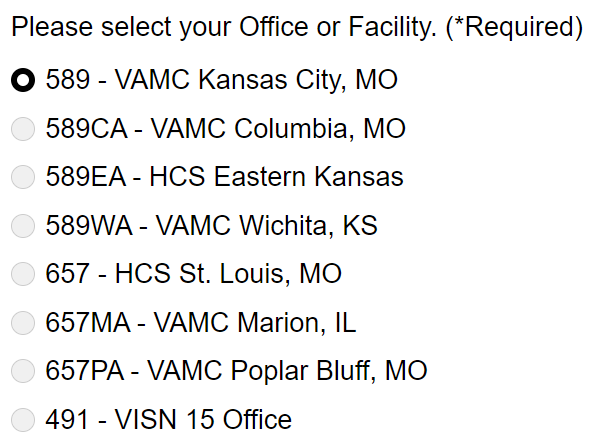 Please select your Office or Facility. (*Required)
589 - VAMC Kansas City, MO
589CA - VAMC Columbia, MO
589EA - HCS Eastern Kansas
589WA - VAMC Wichita, KS
657 - HCS St. Louis, MO
657MA - VAMC Marion, IL
657PA - VAMC Poplar Bluff, MO
491 - VISN 15 Office